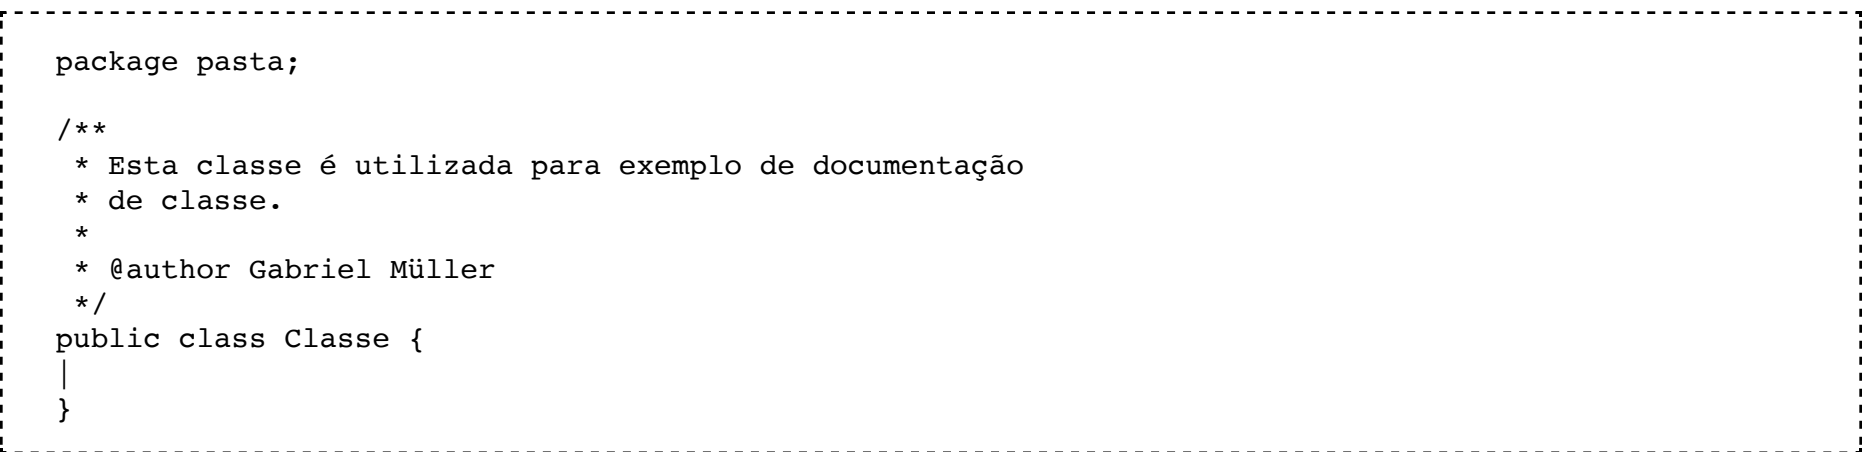 package pasta;
/**
 * Esta classe é utilizada para exemplo de documentação
 * de classe.
 *
 * @author Gabriel Müller
 */
public class Classe {
|
}